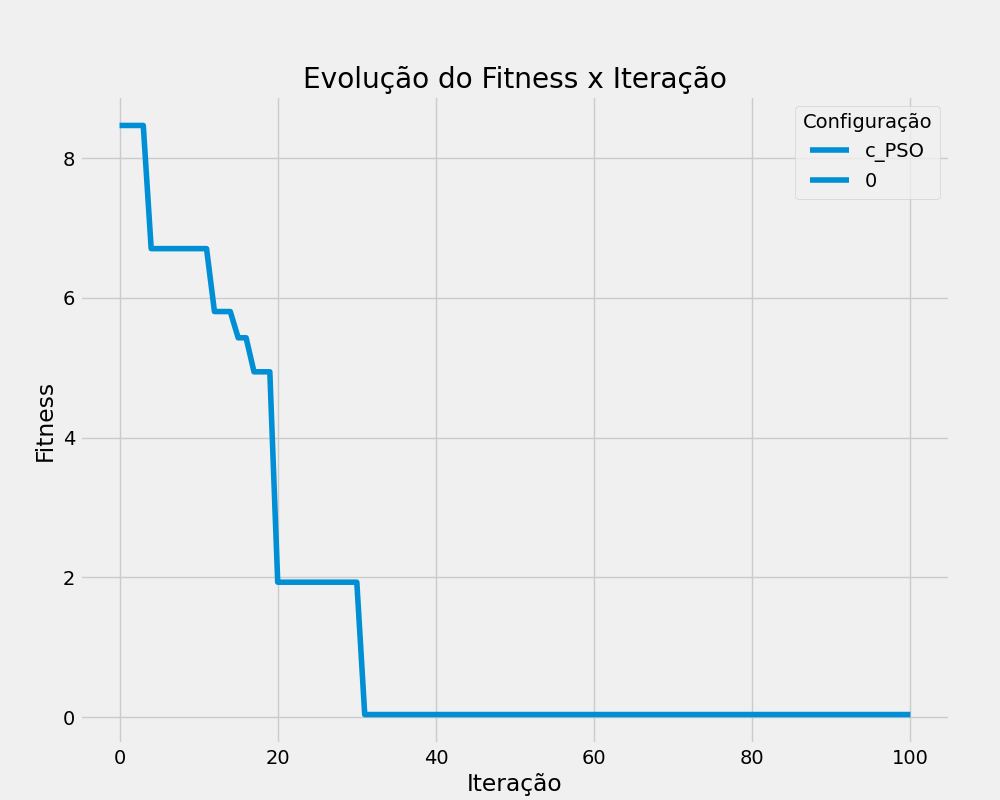 Evolução do Fitness x Iteração
Configuração
c_PSO
0
Fitness
8
6
4
2
0
0 20 40 60 80 100
Iteração